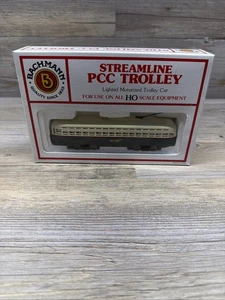 BACHMANN
B
QUALITY SINCE 1833
STREAMLINE
PCC TROLLEY
Lighted Motorized Trolley Car
FOR USE ON ALL HO SCALE EQUIPMENT